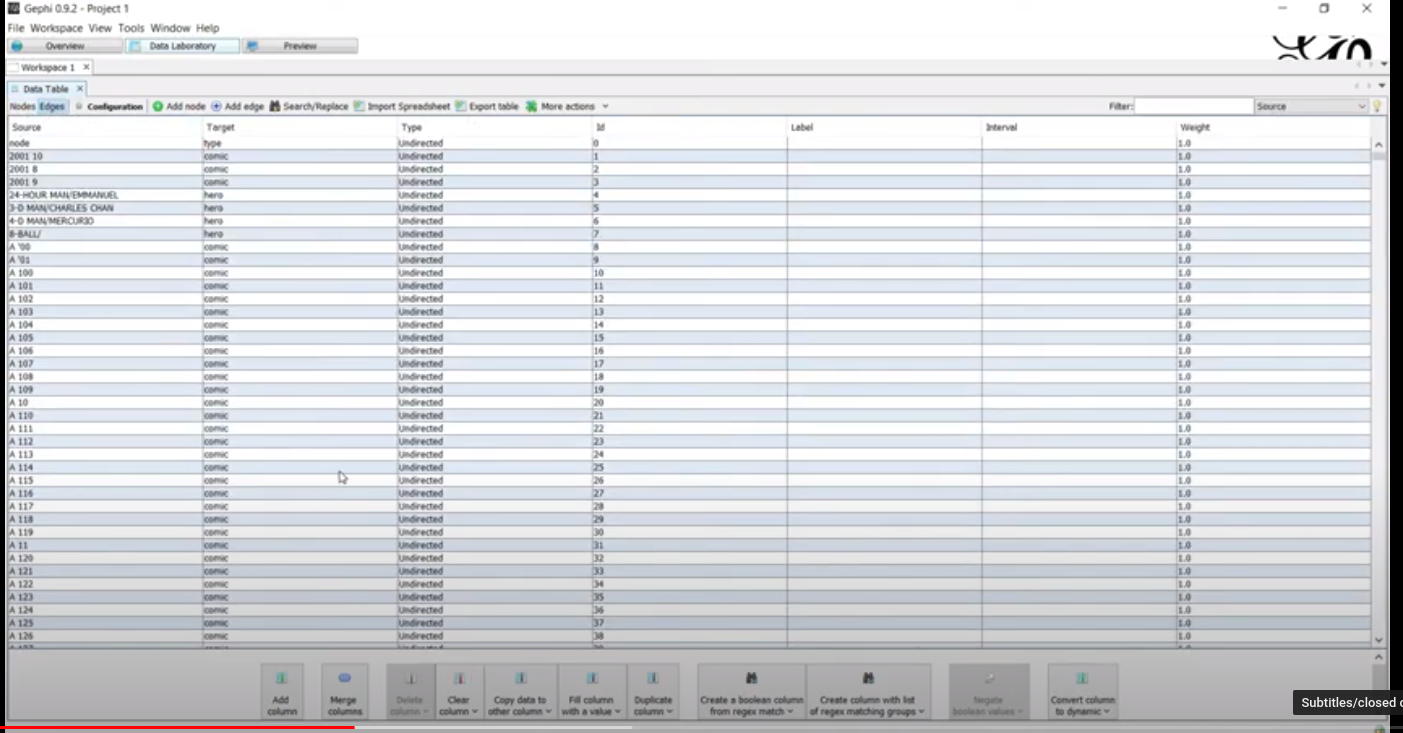 Gephi 0.9.2 - Project 1
File Workspace View Tools Window Help
Overview Data Laboratory Preview
Workspace 1
Data Table
Nodes Edges Configuration Add node Add edge Search/Replace Import Spreadsheet Export table More actions Filter: Source
Source Target Type Id Label Interval Weight
node type Undirected 0 1.0
2001 10 comic Undirected 1 1.0
2001 8 comic Undirected 2 1.0
2001 9 comic Undirected 3 1.0
24-HOUR MAN/EMMANUEL hero Undirected 4 1.0
3-D MAN/CHARLES CHAN hero Undirected 5 1.0
4-D MAN/MERCURIO hero Undirected 6 1.0
8-BALL/ hero Undirected 7 1.0
A '00 comic Undirected 8 1.0
A '01 comic Undirected 9 1.0
A 100 comic Undirected 10 1.0
A 101 comic Undirected 11 1.0
A 102 comic Undirected 12 1.0
A 103 comic Undirected 13 1.0
A 104 comic Undirected 14 1.0
A 105 comic Undirected 15 1.0
A 106 comic Undirected 16 1.0
A 107 comic Undirected 17 1.0
A 108 comic Undirected 18 1.0
A 109 comic Undirected 19 1.0
A 10 comic Undirected 20 1.0
A 110 comic Undirected 21 1.0
A 111 comic Undirected 22 1.0
A 112 comic Undirected 23 1.0
A 113 comic Undirected 24 1.0
A 114 comic Undirected 25 1.0
A 115 comic Undirected 26 1.0
A 116 comic Undirected 27 1.0
A 117 comic Undirected 28 1.0
A 118 comic Undirected 29 1.0
A 119 comic Undirected 30 1.0
A 11 comic Undirected 31 1.0
A 120 comic Undirected 32 1.0
A 121 comic Undirected 33 1.0
A 122 comic Undirected 34 1.0
A 123 comic Undirected 35 1.0
A 124 comic Undirected 36 1.0
A 125 comic Undirected 37 1.0
A 126 comic Undirected 38 1.0
Add column Merge columns Delete column Clear column Copy data to other column Fill column with a value Duplicate column Create a boolean column from regex match Create column with list of regex matching groups Negate boolean values Convert column to dynamic
Subtitles/closed